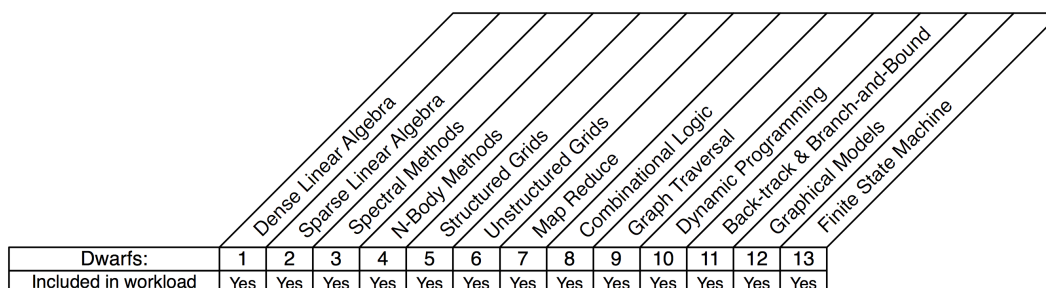 Dense Linear Algebra
Sparse Linear Algebra
Spectral Methods
N-Body Methods
Structured Grids
Unstructured Grids
Map Reduce
Combinational Logic
Graph Traversal
Dynamic Programming
Back-track & Branch-and-Bound
Graphical Models
Finite State Machine
Dwarfs: 1 2 3 4 5 6 7 8 9 10 11 12 13
Included in workload Yes Yes Yes Yes Yes Yes Yes Yes Yes Yes Yes Yes Yes